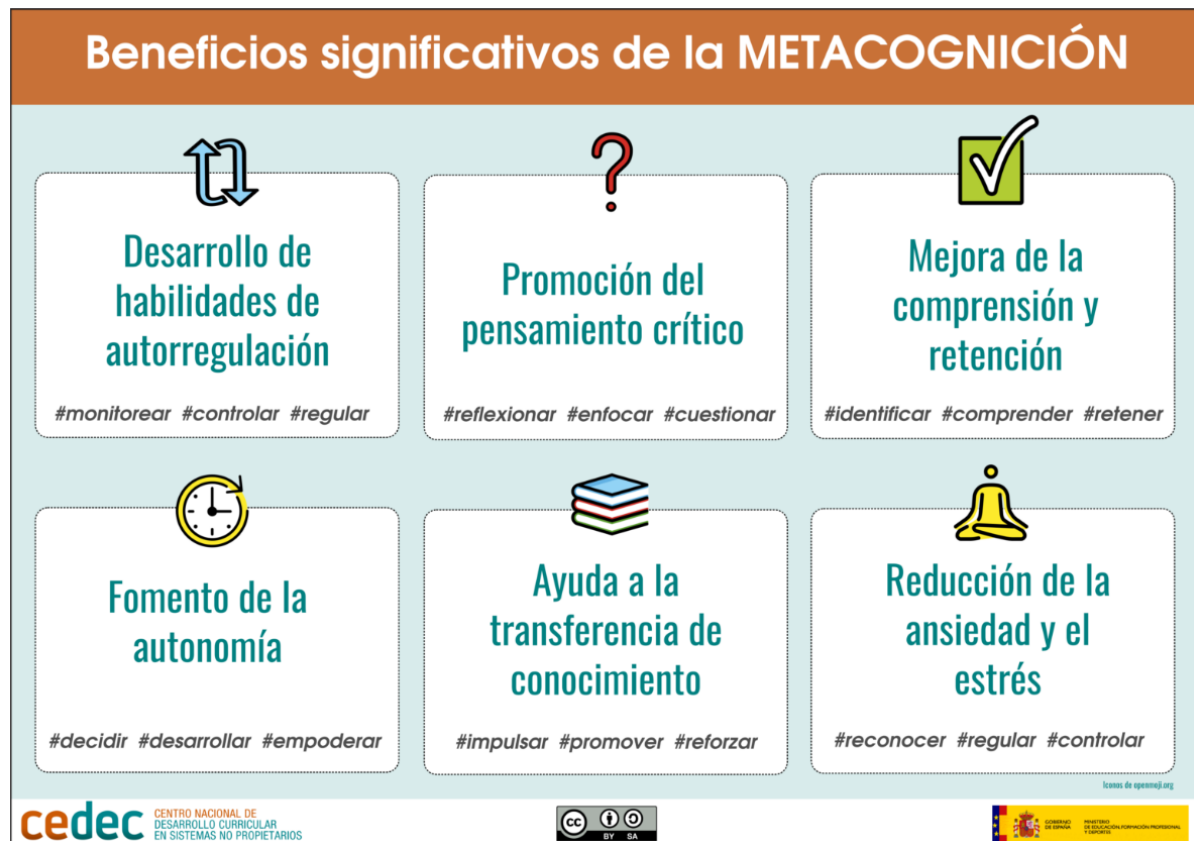 Beneficios significativos de la METACOGNICIÓN
Desarrollo de
habilidades de
autorregulación
#monitorear #controlar #regular
Promoción del
pensamiento crítico
#reflexionar #enfocar #cuestionar
Mejora de la
comprensión y
retención
#identificar #comprender #retener
Fomento de la
autonomía
#decidir #desarrollar #empoderar
Ayuda a la
transferencia de
conocimiento
#impulsar #promover #reforzar
Reducción de la
ansiedad y el
estrés
#reconocer #regular #controlar
Iconos de openmoji.org
cedec
CENTRO NACIONAL DE
DESARROLLO CURRICULAR
EN SISTEMAS NO PROPIETARIOS
cc
BY SA
GOBIERNO
DE ESPAÑA
MINISTERIO
DE EDUCACIÓN, FORMACIÓN PROFESIONAL
Y DEPORTES